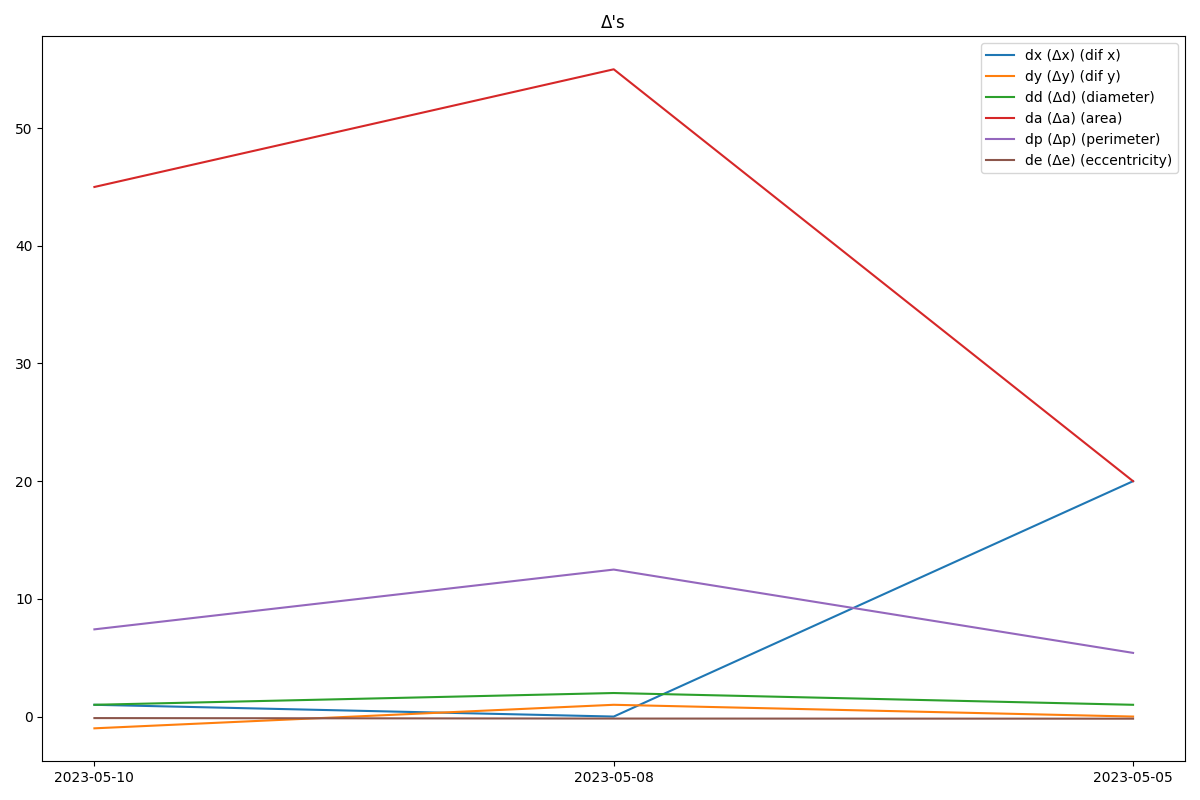 Δ's
dx (Δx) (dif x)
dy (Δy) (dif y)
dd (Δd) (diameter)
da (Δa) (area)
dp (Δp) (perimeter)
de (Δe) (eccentricity)
50
40
30
20
10
0
2023-05-10 2023-05-08 2023-05-05